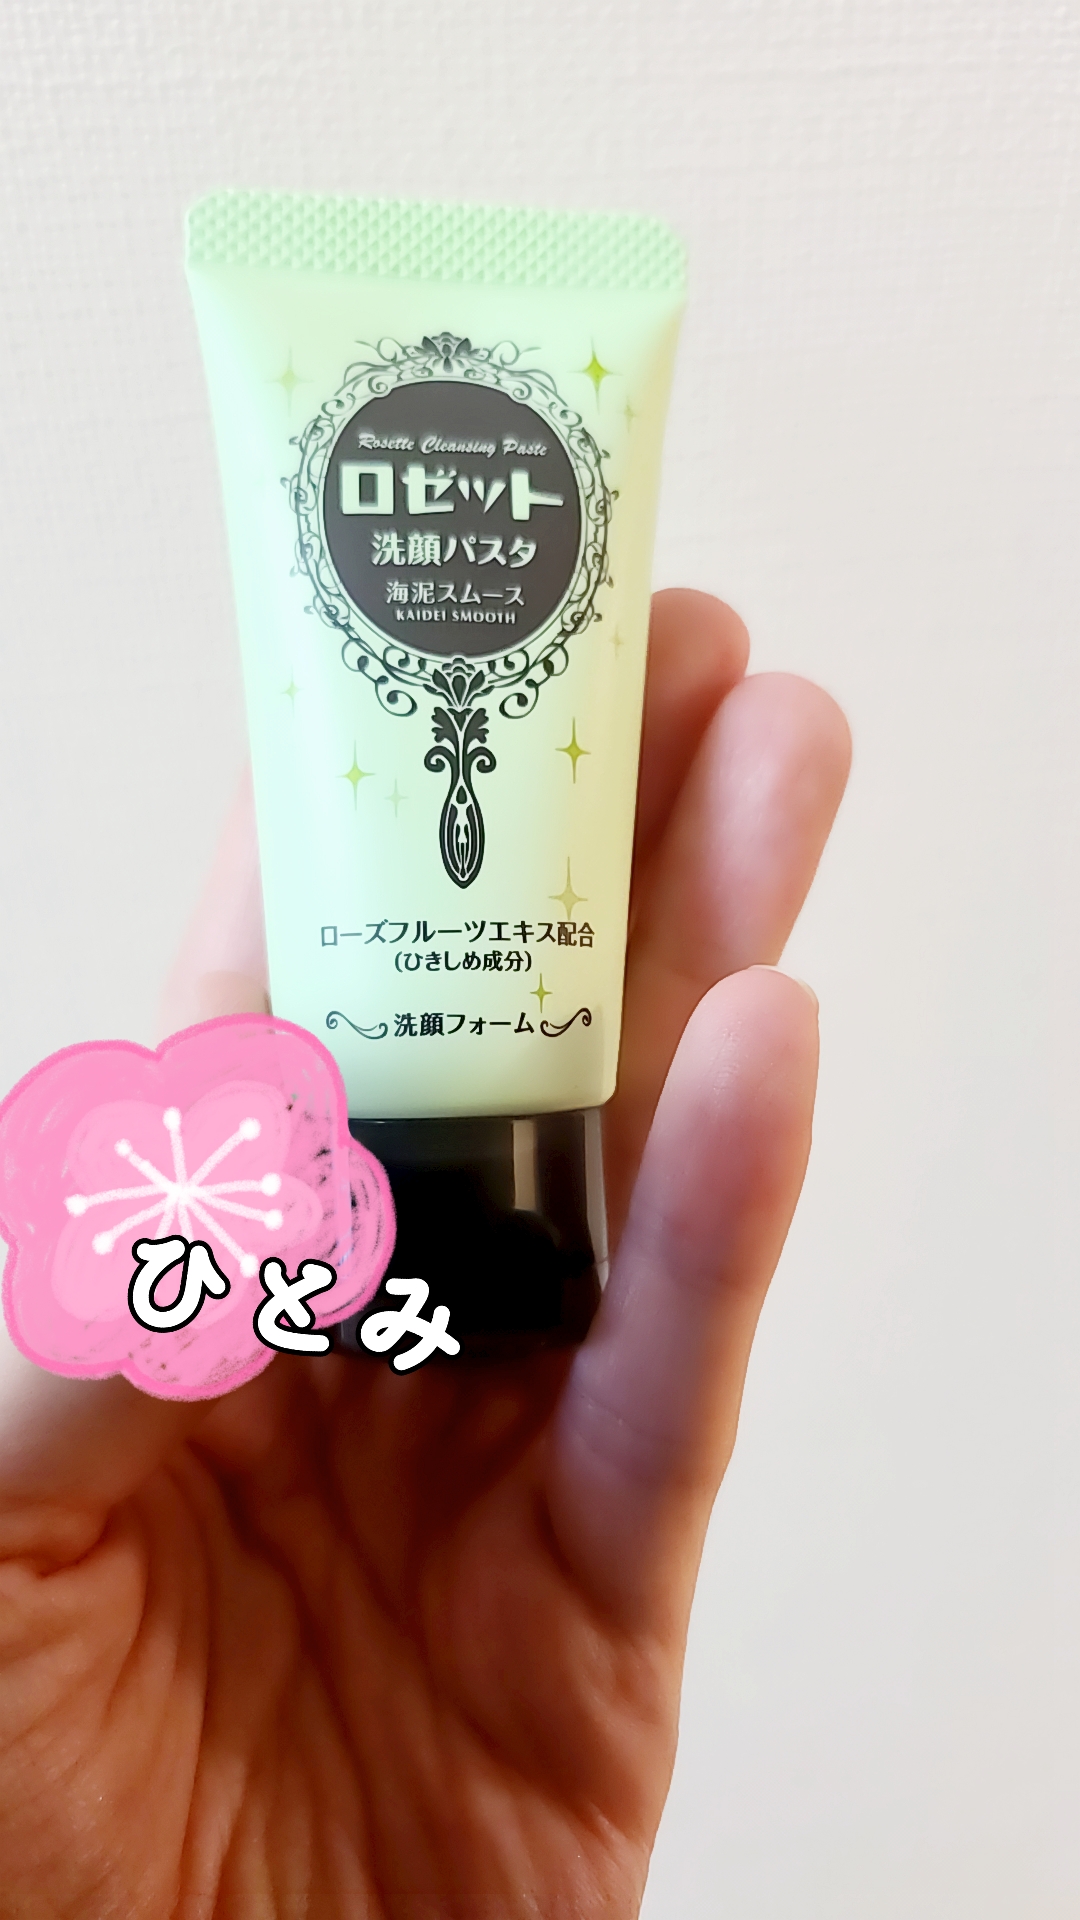 Rosette Cleansing Paste
ロゼット
洗顔パスタ
海泥スムース
KAIDEI SMOOTH
ローズフルーツエキス配合
(ひきしめ成分)
洗顔フォーム
ひとみ